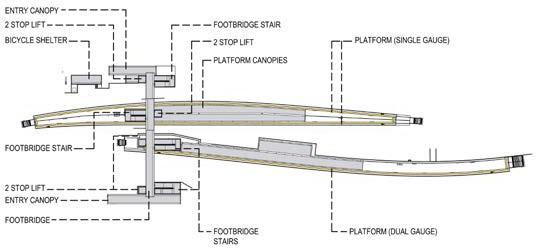 ENTRY CANOPY
2 STOP LIFT
BICYCLE SHELTER
FOOTBRIDGE STAIR
2 STOP LIFT
PLATFORM CANOPIES
PLATFORM (SINGLE GAUGE)
FOOTBRIDGE STAIR
2 STOP LIFT
ENTRY CANOPY
FOOTBRIDGE
FOOTBRIDGE
STAIRS
PLATFORM (DUAL GAUGE)